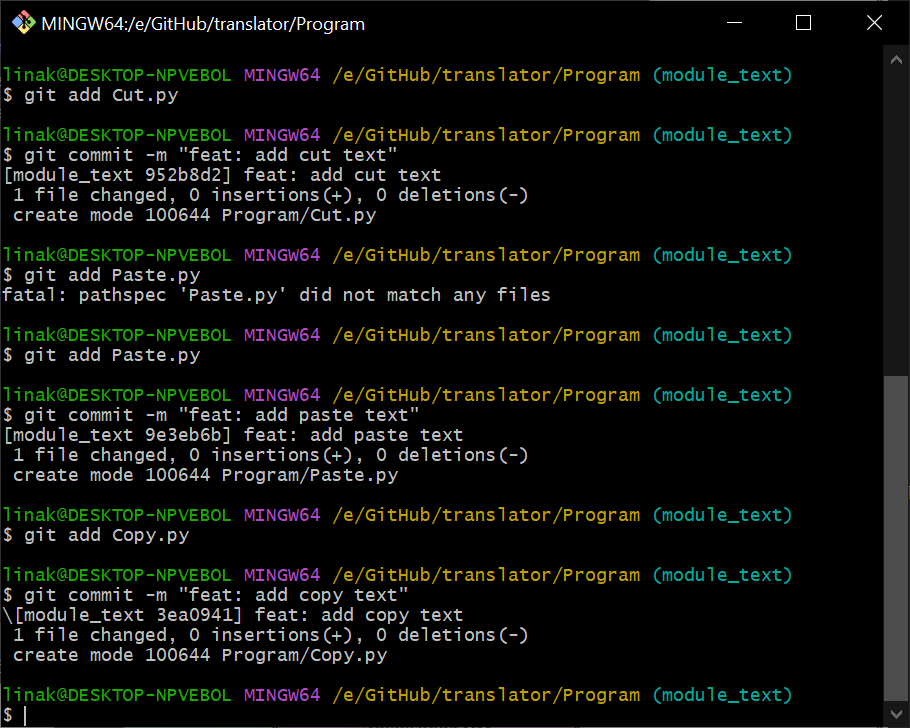 MINGW64:/e/GitHub/translator/Program
linak@DESKTOP-NPVEBOL MINGW64 /e/GitHub/translator/Program (module_text)
$ git add Cut.py
linak@DESKTOP-NPVEBOL MINGW64 /e/GitHub/translator/Program (module_text)
$ git commit -m "feat: add cut text"
[module_text 952b8d2] feat: add cut text
1 file changed, 0 insertions(+), 0 deletions(-)
create mode 100644 Program/Cut.py
linak@DESKTOP-NPVEBOL MINGW64 /e/GitHub/translator/Program (module_text)
$ git add Paste.py
fatal: pathspec 'Paste.py' did not match any files
linak@DESKTOP-NPVEBOL MINGW64 /e/GitHub/translator/Program (module_text)
$ git add Paste.py
linak@DESKTOP-NPVEBOL MINGW64 /e/GitHub/translator/Program (module_text)
$ git commit -m "feat: add paste text"
[module_text 9e3eb6b] feat: add paste text
1 file changed, 0 insertions(+), 0 deletions(-)
create mode 100644 Program/Paste.py
linak@DESKTOP-NPVEBOL MINGW64 /e/GitHub/translator/Program (module_text)
$ git add Copy.py
linak@DESKTOP-NPVEBOL MINGW64 /e/GitHub/translator/Program (module_text)
$ git commit -m "feat: add copy text"
\[module_text 3ea0941] feat: add copy text
1 file changed, 0 insertions(+), 0 deletions(-)
create mode 100644 Program/Copy.py
linak@DESKTOP-NPVEBOL MINGW64 /e/GitHub/translator/Program (module_text)
$